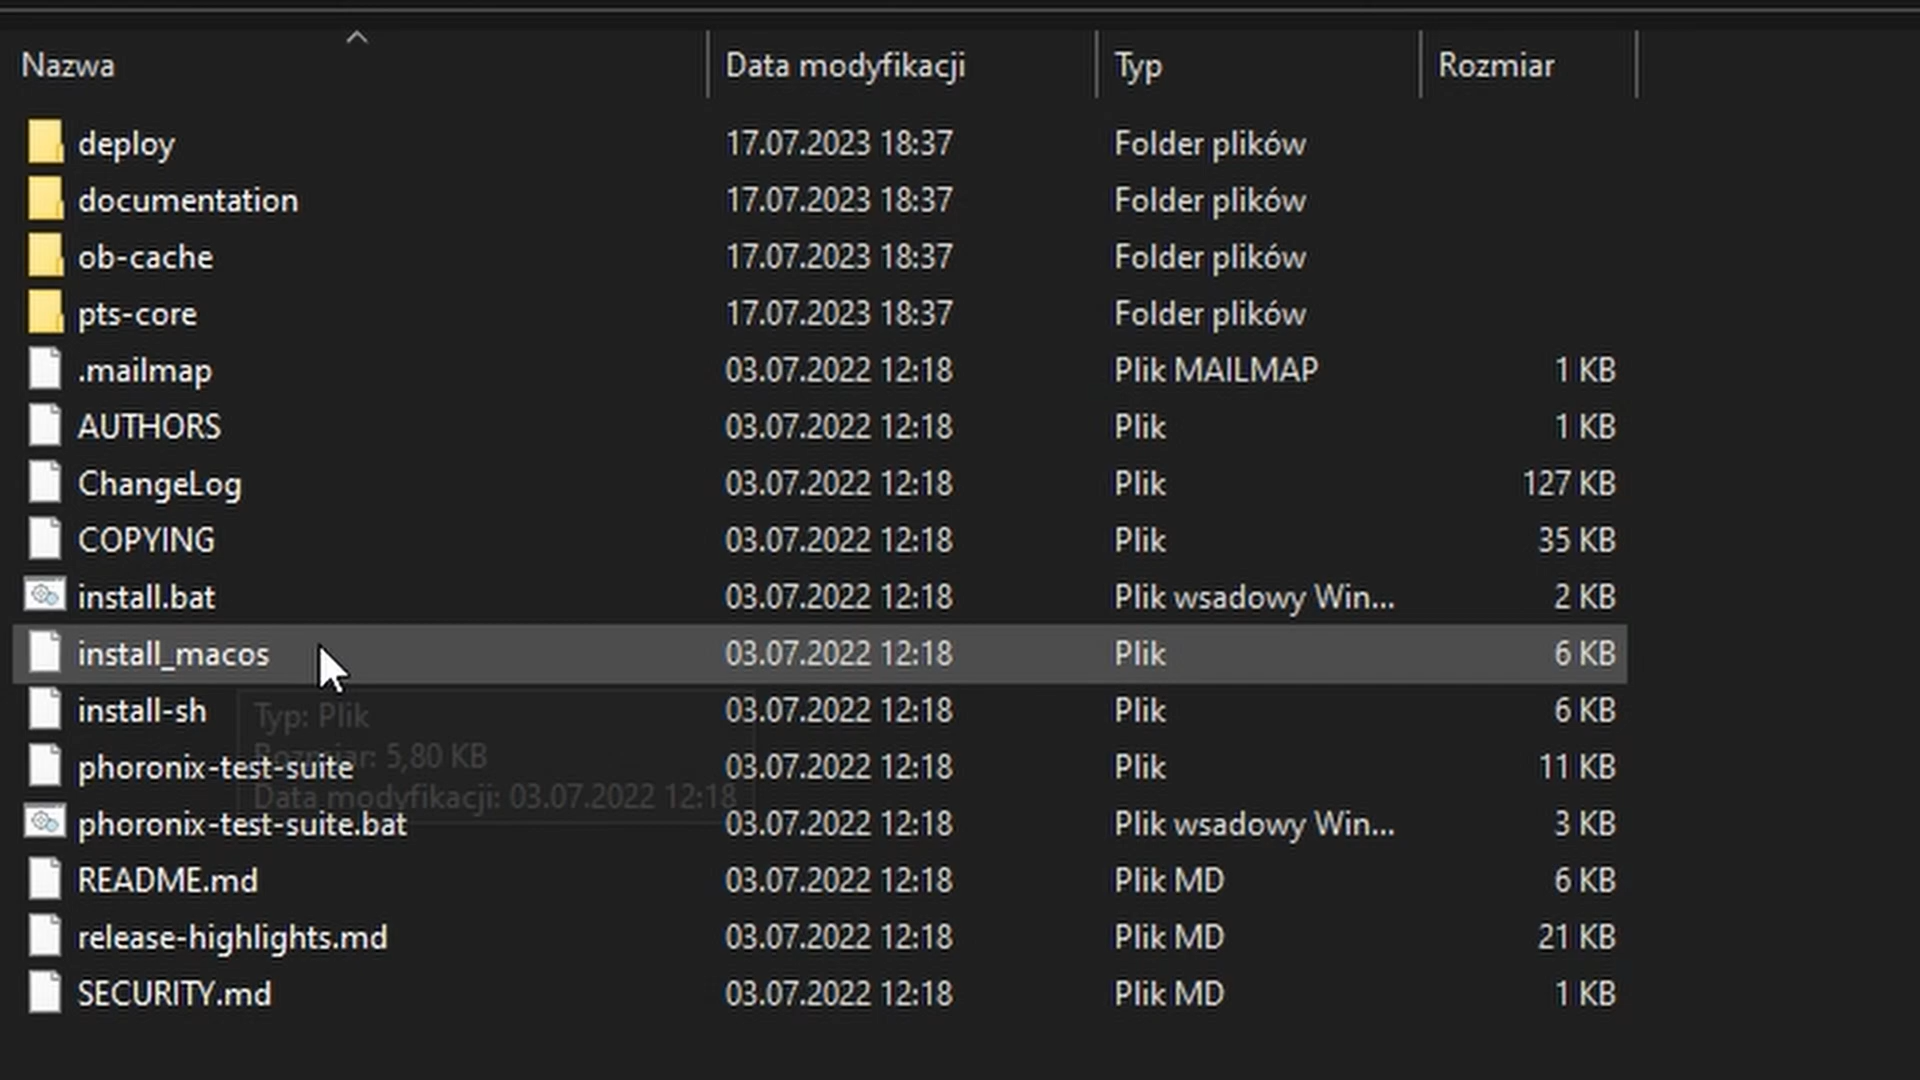 Nazwa Data modyfikacji Typ Rozmiar
deploy 17.07.2023 18:37 Folder plików
documentation 17.07.2023 18:37 Folder plików
ob-cache 17.07.2023 18:37 Folder plików
pts-core 17.07.2023 18:37 Folder plików
.mailmap 03.07.2022 12:18 Plik MAILMAP 1 KB
AUTHORS 03.07.2022 12:18 Plik 1 KB
ChangeLog 03.07.2022 12:18 Plik 127 KB
COPYING 03.07.2022 12:18 Plik 35 KB
install.bat 03.07.2022 12:18 Plik wsadowy Win... 2 KB
install_macos 03.07.2022 12:18 Plik 6 KB
install-sh 03.07.2022 12:18 Plik 6 KB
Typ: Plik
Rozmiar: 5,80 KB
phoronix-test-suite 03.07.2022 12:18 Plik 11 KB
Data modyfikacji: 03.07.2022 12:18
phoronix-test-suite.bat 03.07.2022 12:18 Plik wsadowy Win... 3 KB
README.md 03.07.2022 12:18 Plik MD 6 KB
release-highlights.md 03.07.2022 12:18 Plik MD 21 KB
SECURITY.md 03.07.2022 12:18 Plik MD 1 KB